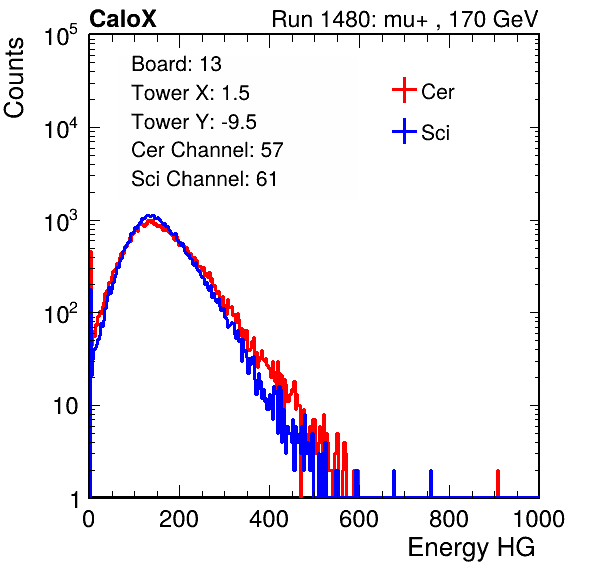 CaloX Run 1480: mu+ , 170 GeV
Board: 13
Tower X: 1.5
Tower Y: -9.5
Cer Channel: 57
Sci Channel: 61
Cer
Sci
Counts
10^5
10^4
10^3
10^2
10
1
0 200 400 600 800 1000
Energy HG